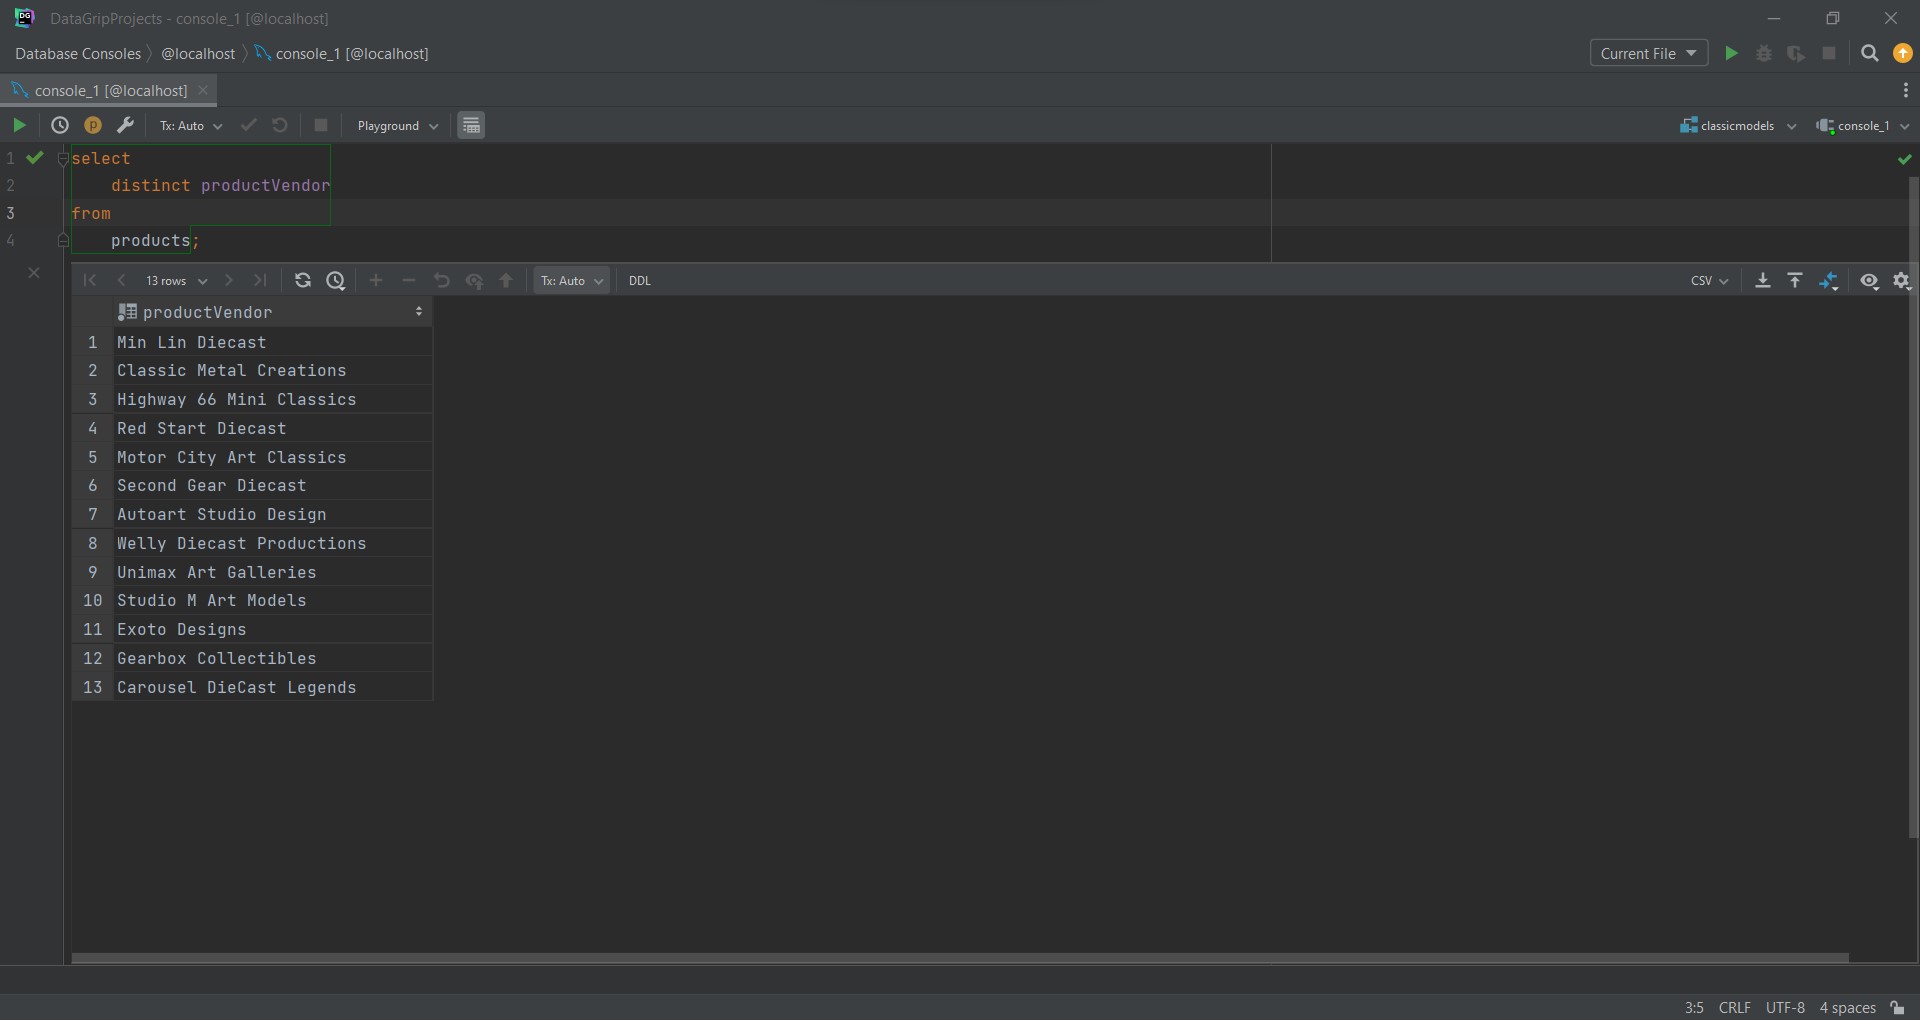 DG DataGripProjects - console_1 [@localhost]
Database Consoles @localhost console_1 [@localhost] Current File
console_1 [@localhost]
p Tx: Auto Playground classicmodels console_1
1 select
2 distinct productVendor
3 from
4 products;
13 rows Tx: Auto DDL CSV
productVendor
1 Min Lin Diecast
2 Classic Metal Creations
3 Highway 66 Mini Classics
4 Red Start Diecast
5 Motor City Art Classics
6 Second Gear Diecast
7 Autoart Studio Design
8 Welly Diecast Productions
9 Unimax Art Galleries
10 Studio M Art Models
11 Exoto Designs
12 Gearbox Collectibles
13 Carousel DieCast Legends
3:5 CRLF UTF-8 4 spaces